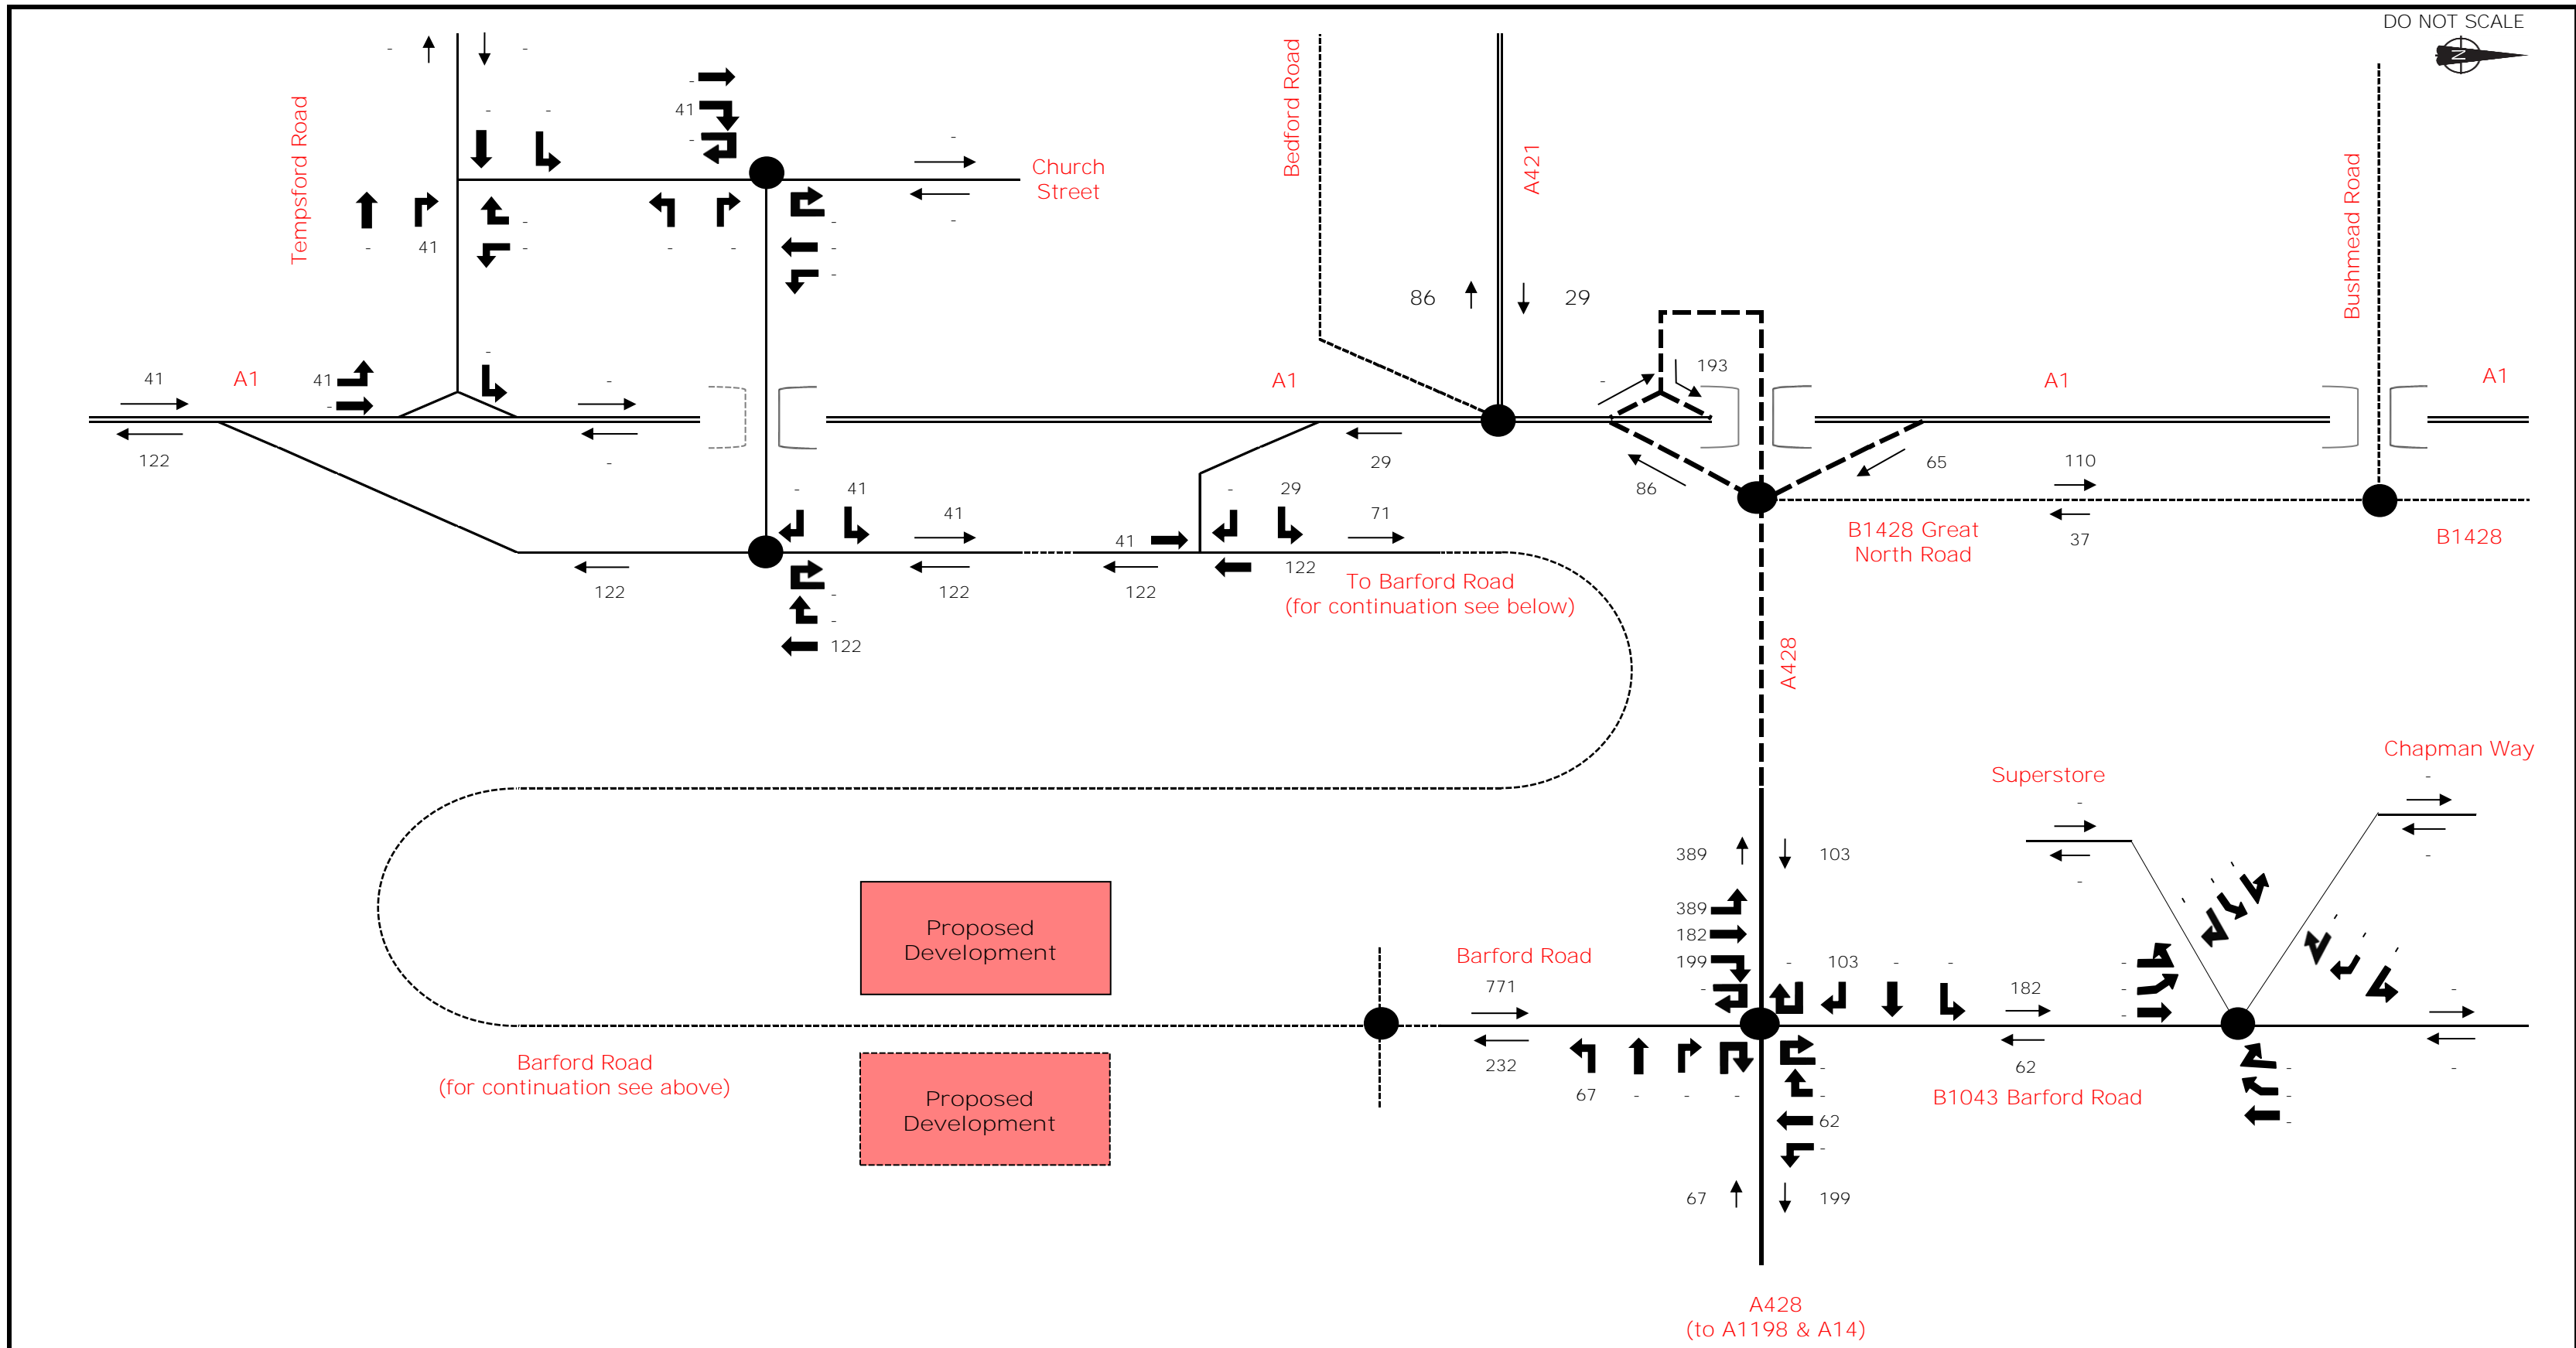 DO NOT SCALE
N
- -
-
41
-
- -
-
Church
Street
-
Tempsford Road
- 41
-
-
- -
-
-
-
Bedford Road
A421
Bushmead Road
86 29
41
A1
41
-
-
-
122
-
A1
29
-
193
A1
A1
65
86
110
37
B1428 Great
North Road
B1428
- 41
41
- 29
71
41
122
122
122
122
To Barford Road
(for continuation see below)
-
-
122
A428
Superstore
-
-
Chapman Way
-
-
389 103
389
182
199
-
- 103 - -
182
62
B1043 Barford Road
Proposed
Development
Barford Road
771
232
67 - - -
-
-
62
-
- - -
- - -
-
-
-
-
-
-
-
-
Barford Road
(for continuation see above)
Proposed
Development
67 199
A428
(to A1198 & A14)